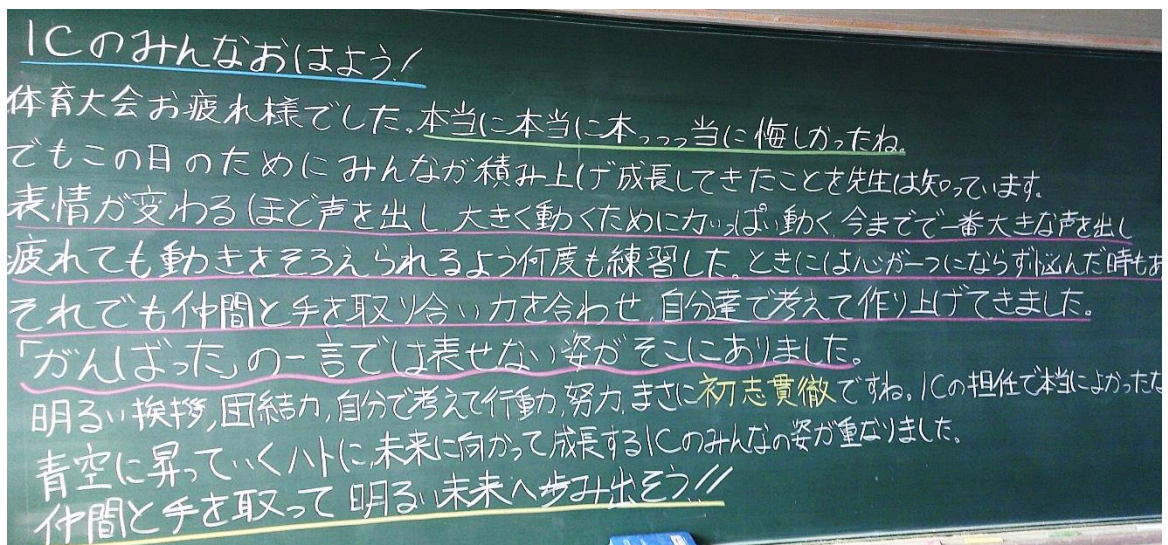 1Cのみんなおはよう!
体育大会お疲れ様でした。本当に本当に本っっっ当に悔しかったね。
でもこの日のためにみんなが積み上げ成長してきたことを先生は知っています。
表情が変わるほど声を出し、大きく動くために力いっぱい動く、今までで一番大きな声を出し
疲れても動きをそろえられるよう何度も練習した。ときには心が一つにならず悩んだ時もあ
それでも仲間と手を取り合い力を合わせ、自分達で考えて作り上げてきました。
「がんばった」の一言では表せない姿がそこにありました。
明るい挨拶,団結力,自分で考えて行動,努力,まさに初志貫徹ですね。1Cの担任で本当によかったな
青空に昇っていくハトに,未来に向かって成長する1Cのみんなの姿が重なりました。
仲間と手を取って明るい未来へ歩み出そう!!